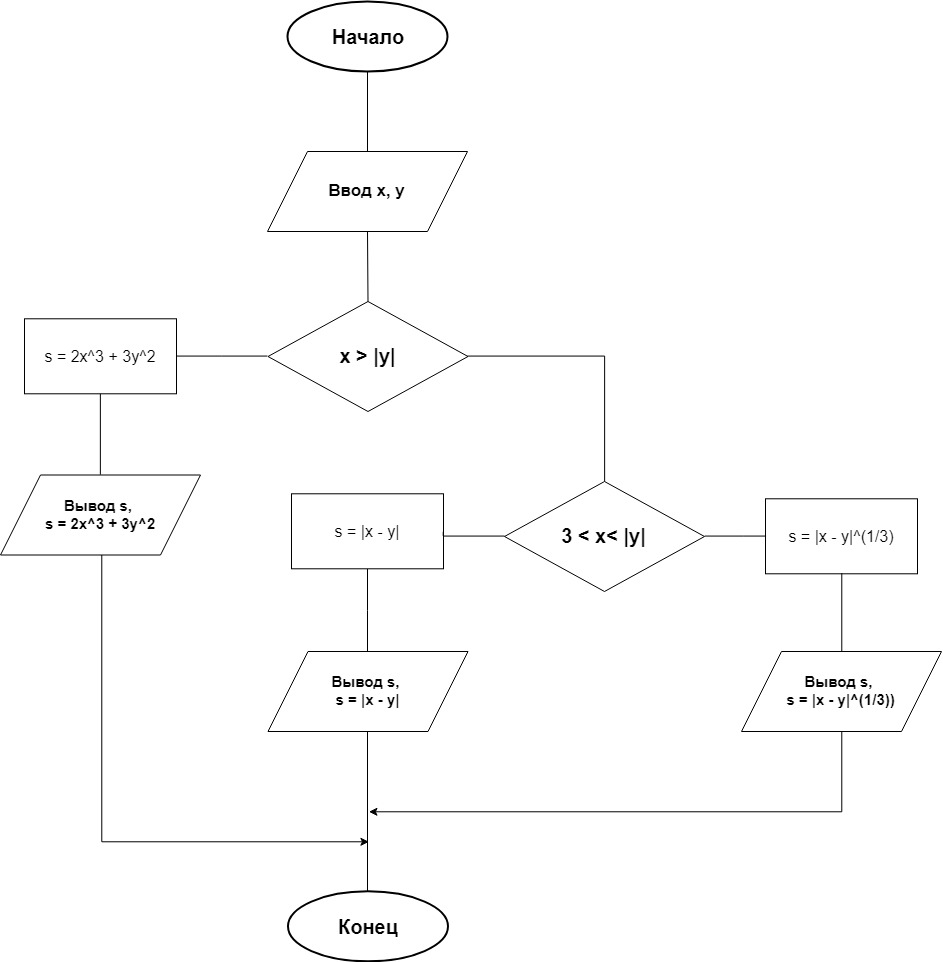 Начало
Ввод x, y
x > |y|
s = 2x^3 + 3y^2
Вывод s,
s = 2x^3 + 3y^2
3 < x< |y|
s = |x - y|
s = |x - y|^(1/3)
Вывод s,
s = |x - y|
Вывод s,
s = |x - y|^(1/3))
Конец